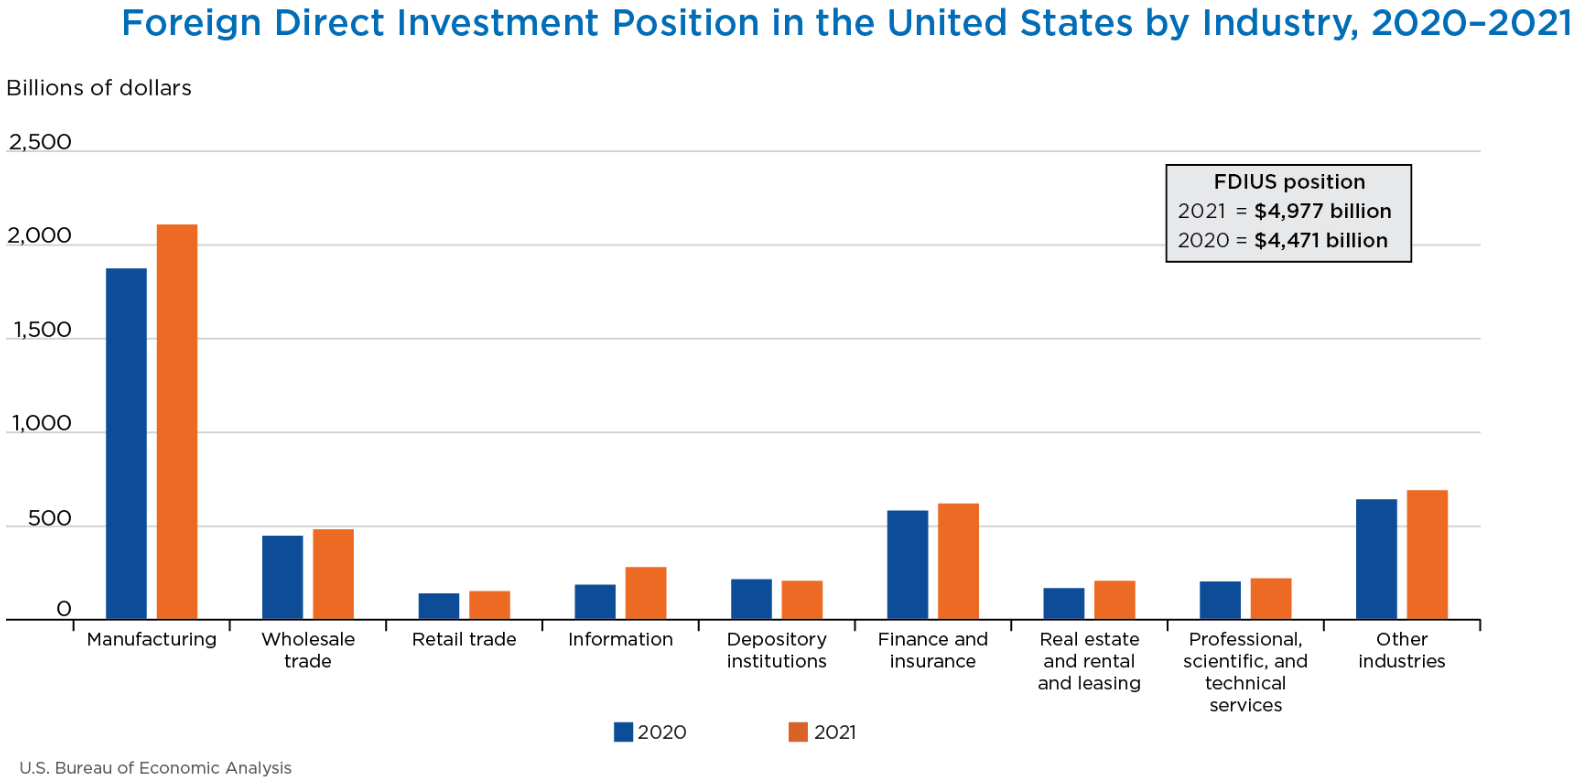 Foreign Direct Investment Position in the United States by Industry, 2020–2021
Billions of dollars
2,500
2,000
1,500
1,000
500
0
FDIUS position
2021 = $4,977 billion
2020 = $4,471 billion
Manufacturing
Wholesale
trade
Retail trade
Information
Depository
institutions
Finance and
insurance
Real estate
and rental
and leasing
Professional,
scientific, and
technical
services
Other
industries
2020
2021
U.S. Bureau of Economic Analysis